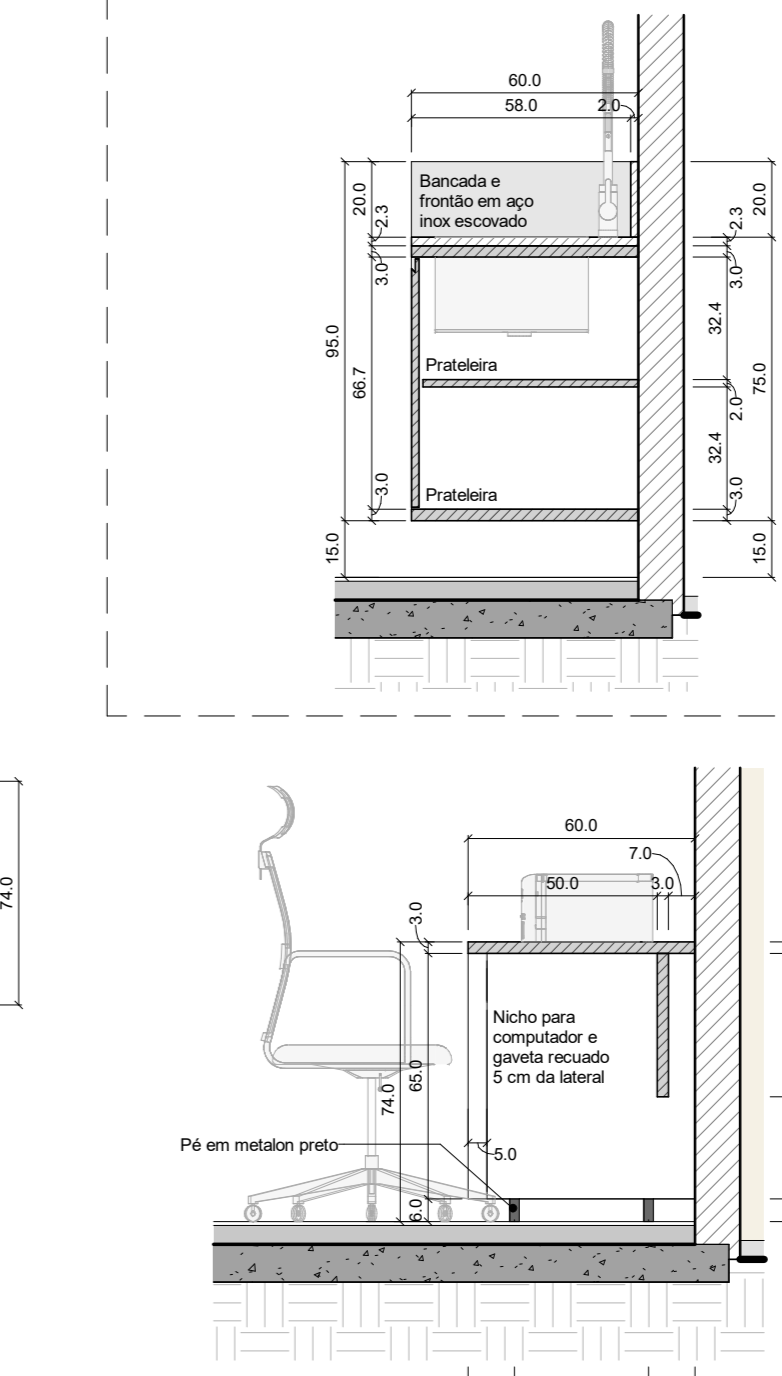 60.0
58.0
2.0
Bancada e
frontão em aço
inox escovado
20.0
2.3
3.0
95.0
66.7
3.0
15.0
20.0
2.3
3.0
32.4
75.0
2.0
32.4
3.0
15.0
Prateleira
Prateleira
74.0
60.0
7.0
50.0
3.0
3.0
Nicho para
computador e
gaveta recuado
5 cm da lateral
65.0
74.0
Pé em metalon preto
5.0
6.0